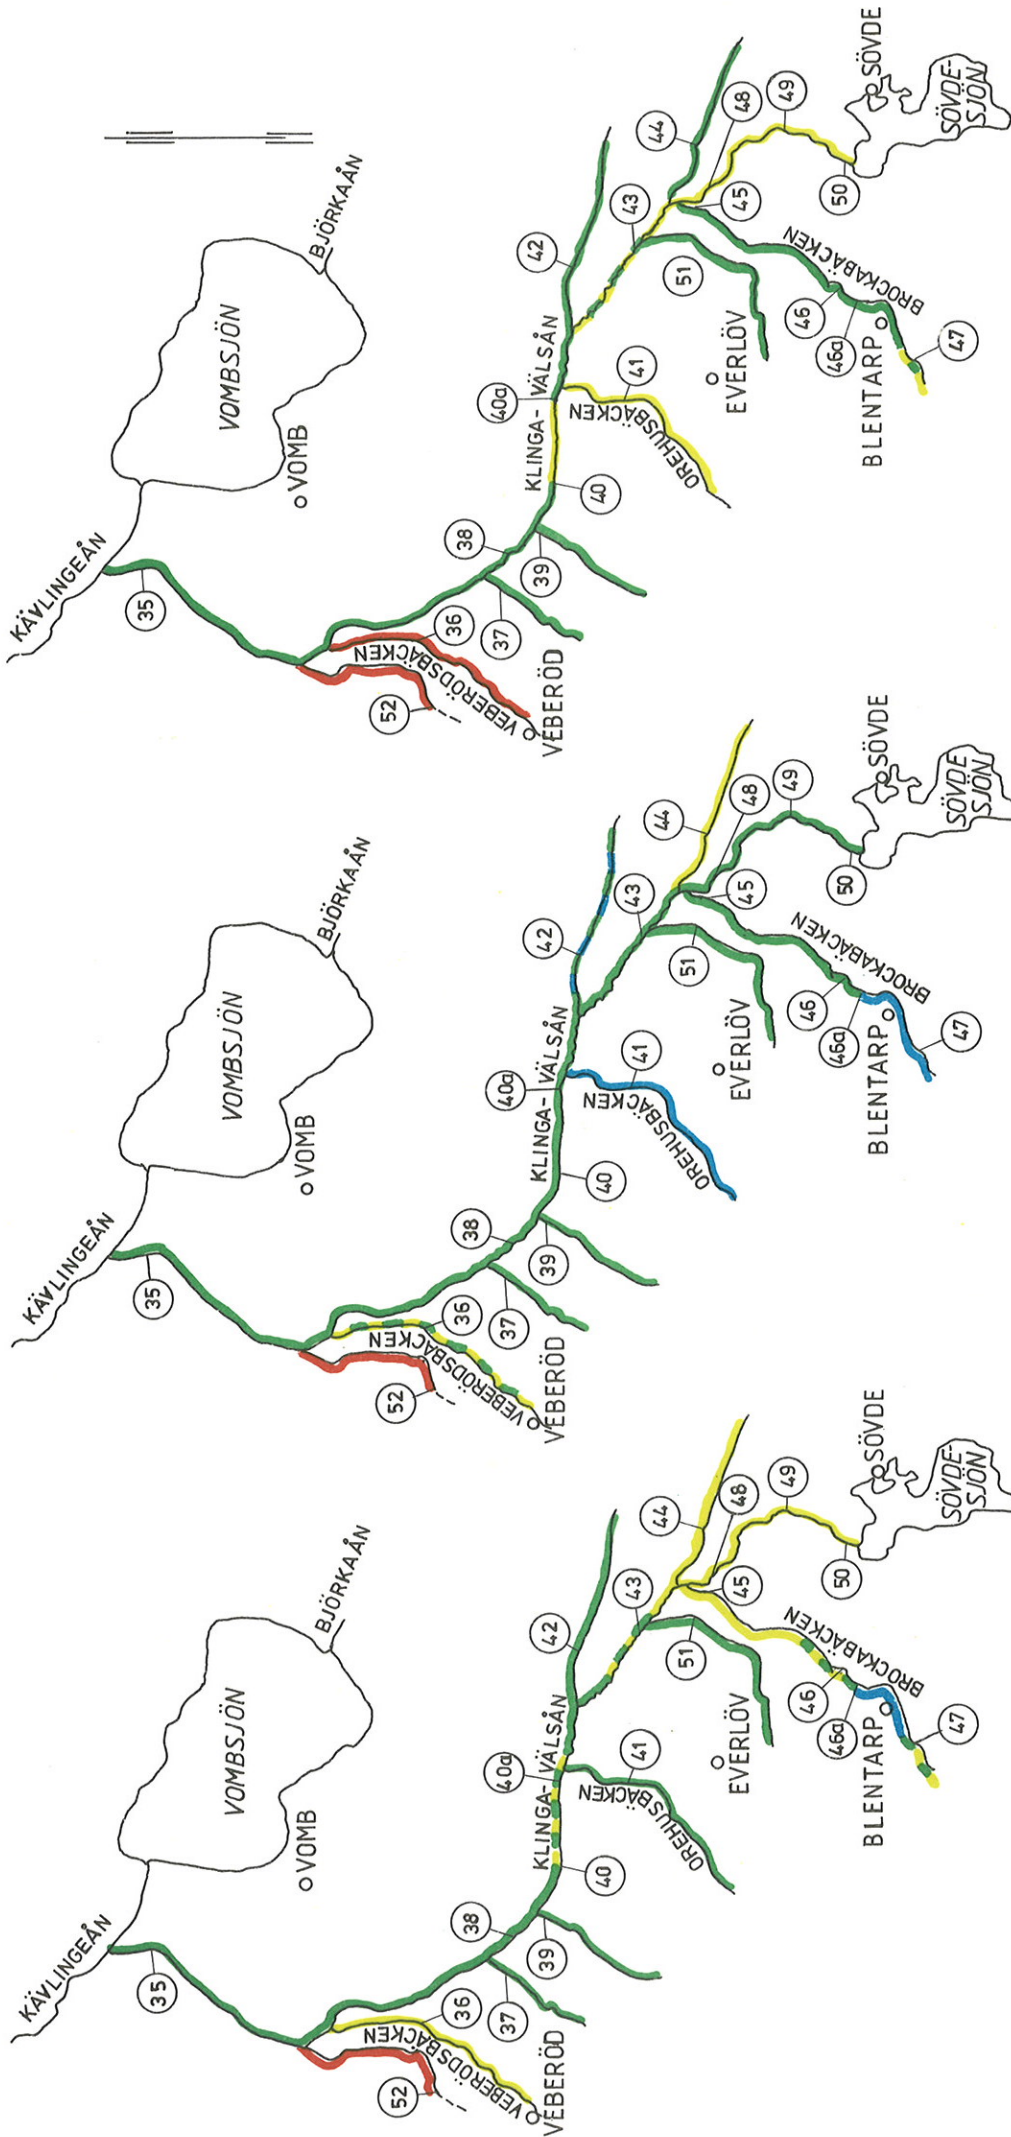 KÄVLINGEÅN
VOMBSJÖN
BJÖRKAÅN
VOMB
35
52
36
VEBERÖDSBÄCKEN
VEBERÖD
37
38
39
40
40a
KLINGA-VÄLSÅN
41
OREHUSBÄCKEN
42
43
44
EVERLÖV
51
45
48
49
46
46a
BROCKABÄCKEN
BLENTARP
47
50
SÖVDE
SÖVDE-
SJÖN
KÄVLINGEÅN
VOMBSJÖN
BJÖRKAÅN
VOMB
35
52
36
VEBERÖDSBÄCKEN
VEBERÖD
37
38
39
40
40a
KLINGA-VÄLSÅN
41
OREHUSBÄCKEN
42
43
44
EVERLÖV
51
45
48
49
46
46a
BROCKABÄCKEN
BLENTARP
47
50
SÖVDE
SÖVDE
SJÖN
KÄVLINGEÅN
VOMBSJÖN
BJÖRKAÅN
VOMB
35
52
36
VEBERÖDSBÄCKEN
VEBERÖD
37
38
39
40
40a
KLINGA-VÄLSÅN
41
OREHUSBÄCKEN
42
43
44
EVERLÖV
51
45
48
49
46
46a
BROCKABÄCKEN
BLENTARP
47
50
SÖVDE
SÖVDE-
SJÖN